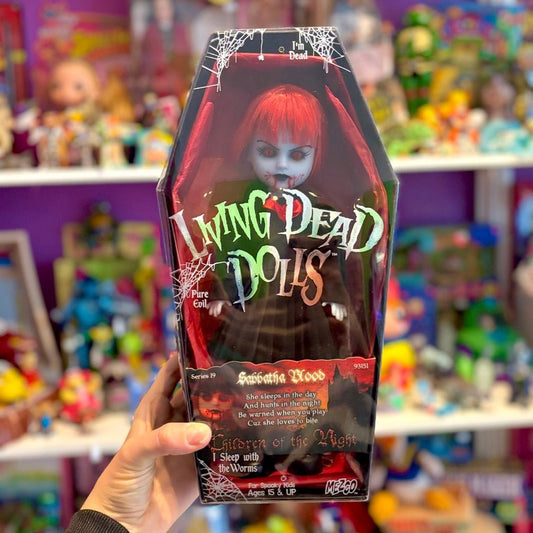 I'm
Dead
LIVING DEAD
DOLLS
Pure
Evil
Series 19
93151
Sabbatha Blood
She sleeps in the day
And hunts in the night
Be warned when you play
Cuz she loves to bite
Children of the Night
I Sleep with
the Worms
For Spooky Kids
Ages 15 & UP
MEZCO